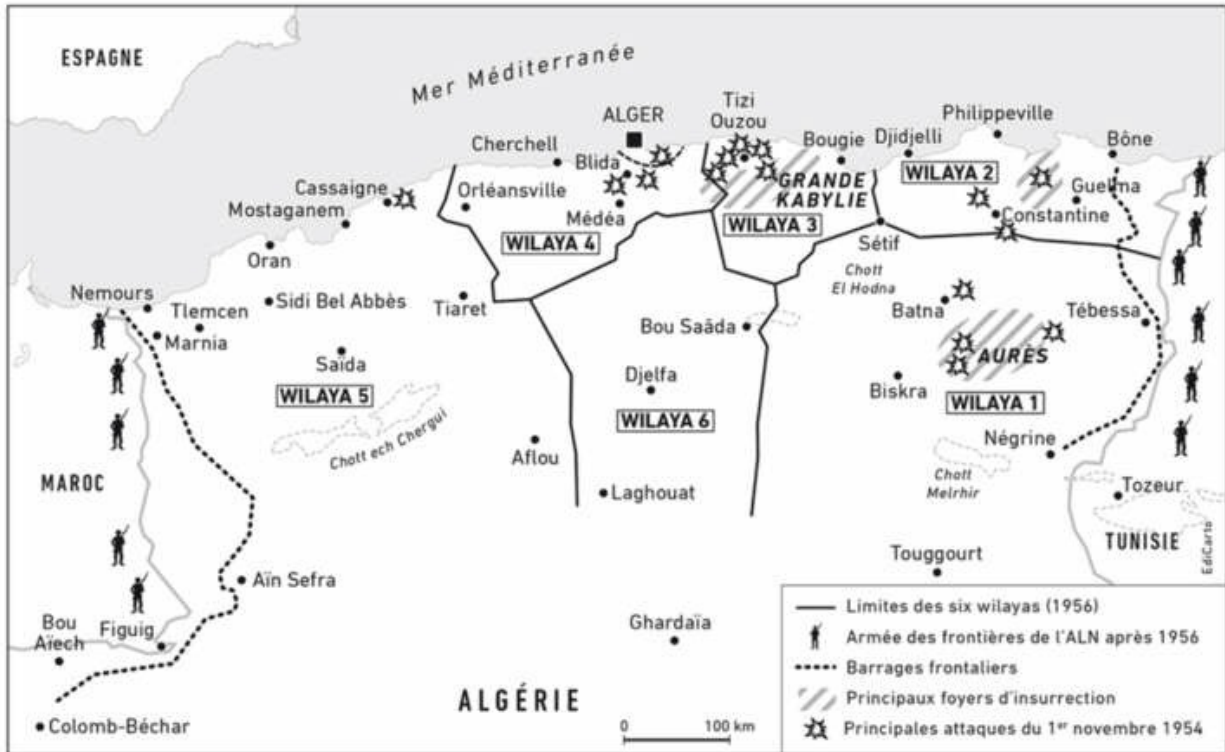 ESPAGNE
Mer Méditerranée
ALGER
Tizi
Ouzou
Philippeville
Cherchell
Bougie
Djidjelli
Bône
Blida
WILAYA 2
Cassaigne
Orléansville
GRANDE
KABYLIE
Guelma
Mostaganem
Médéa
Constantine
WILAYA 4
WILAYA 3
Oran
Sétif
Chott
El Hodna
Nemours
Tlemcen
Sidi Bel Abbès
Tiaret
Batna
Tébessa
Marnia
Bou Saâda
Saïda
AURÈS
Djelfa
Biskra
WILAYA 5
WILAYA 6
WILAYA 1
Chott ech Chergui
Aflou
Négrine
MAROC
Chott
Melrhir
Laghouat
Tozeur
TUNISIE
EdiCarto
Touggourt
Aïn Sefra
Bou
Aïech
Figuig
Ghardaïa
ALGÉRIE
Colomb-Béchar
0 100 km
Limites des six wilayas (1956)
Armée des frontières de l'ALN après 1956
Barrages frontaliers
Principaux foyers d'insurrection
Principales attaques du 1er novembre 1954